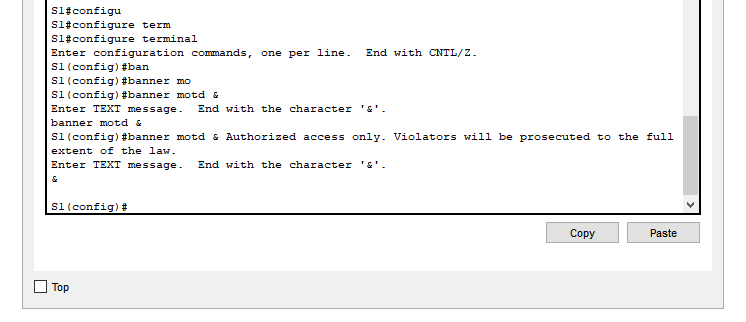 S1#configu
S1#configure term
S1#configure terminal
Enter configuration commands, one per line.  End with CNTL/Z.
S1(config)#ban
S1(config)#banner mo
S1(config)#banner motd &
Enter TEXT message.  End with the character '&'.
banner motd &
S1(config)#banner motd & Authorized access only. Violators will be prosecuted to the full
extent of the law.
Enter TEXT message.  End with the character '&'.
&
S1(config)#
Copy Paste
Top